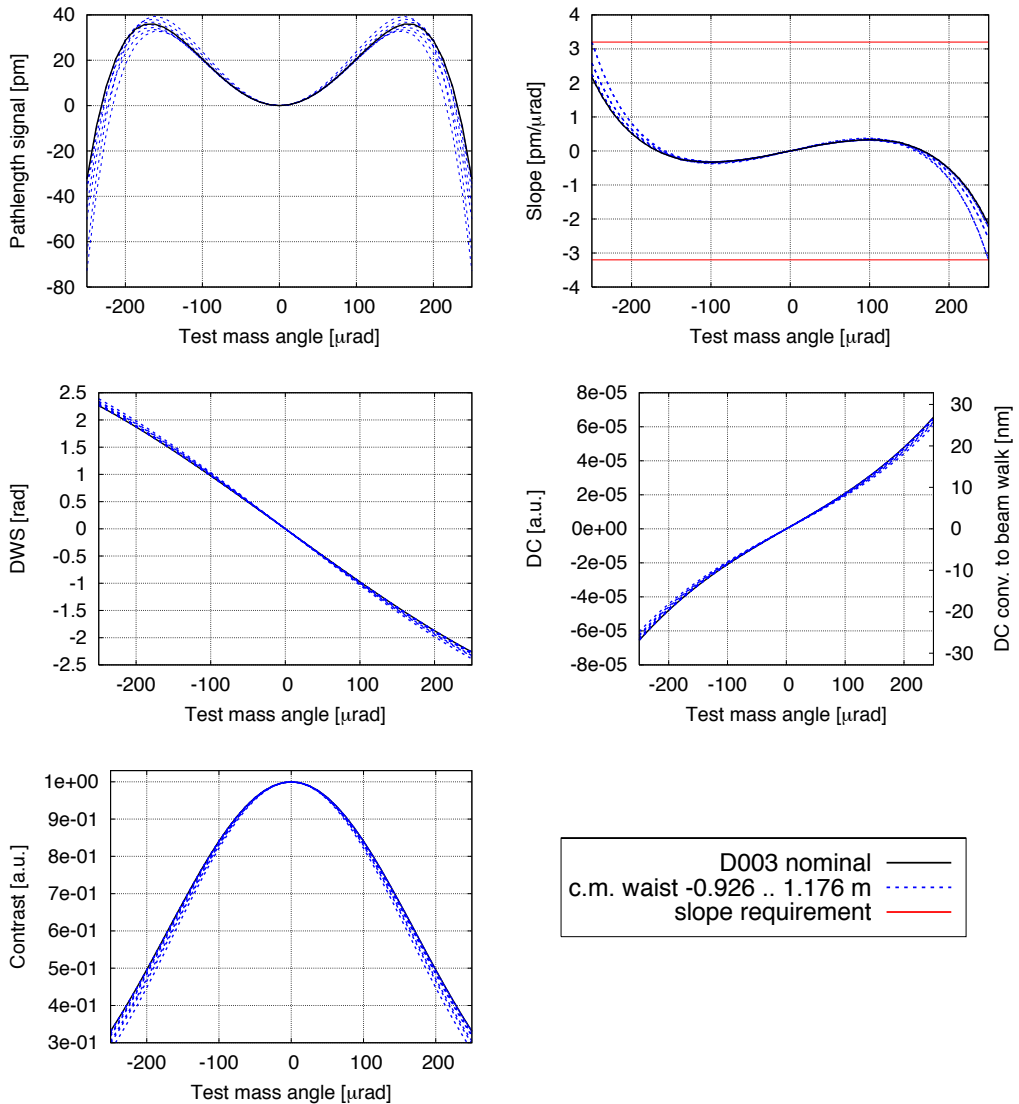 40
20
0
-20
-40
-60
-80
-200
-100
0
100
200
Pathlength signal [pm]
Test mass angle [μrad]
4
3
2
1
0
-1
-2
-3
-4
-200
-100
0
100
200
Slope [pm/μrad]
Test mass angle [μrad]
2.5
2
1.5
1
0.5
0
-0.5
-1
-1.5
-2
-2.5
-200
-100
0
100
200
DWS [rad]
Test mass angle [μrad]
8e-05
6e-05
4e-05
2e-05
0e+00
-2e-05
-4e-05
-6e-05
-8e-05
-200
-100
0
100
200
30
20
10
0
-10
-20
-30
DC [a.u.]
DC conv. to beam walk [nm]
Test mass angle [μrad]
1e+00
9e-01
8e-01
7e-01
6e-01
5e-01
4e-01
3e-01
-200
-100
0
100
200
Contrast [a.u.]
Test mass angle [μrad]
D003 nominal
c.m. waist -0.926 .. 1.176 m
slope requirement